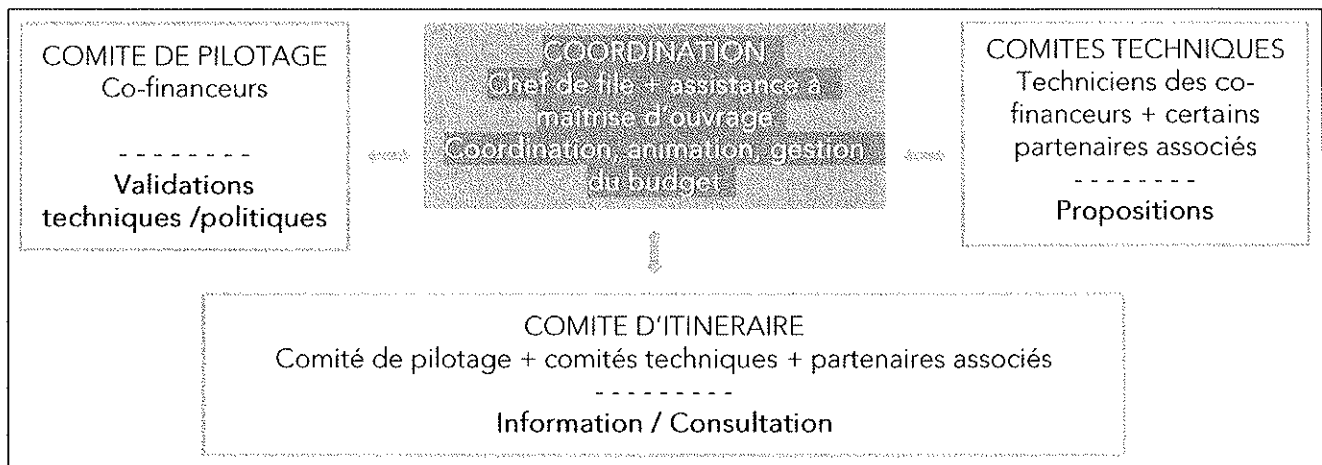 COMITE DE PILOTAGE
Co-financeurs
- - - - - - - -
Validations
techniques /politiques
COORDINATION
Chef de file + assistance à
maîtrise d'ouvrage
Coordination, animation, gestion
du budget
COMITES TECHNIQUES
Techniciens des co-
financeurs + certains
partenaires associés
- - - - - - - -
Propositions
COMITE D'ITINERAIRE
Comité de pilotage + comités techniques + partenaires associés
- - - - - - - - -
Information / Consultation